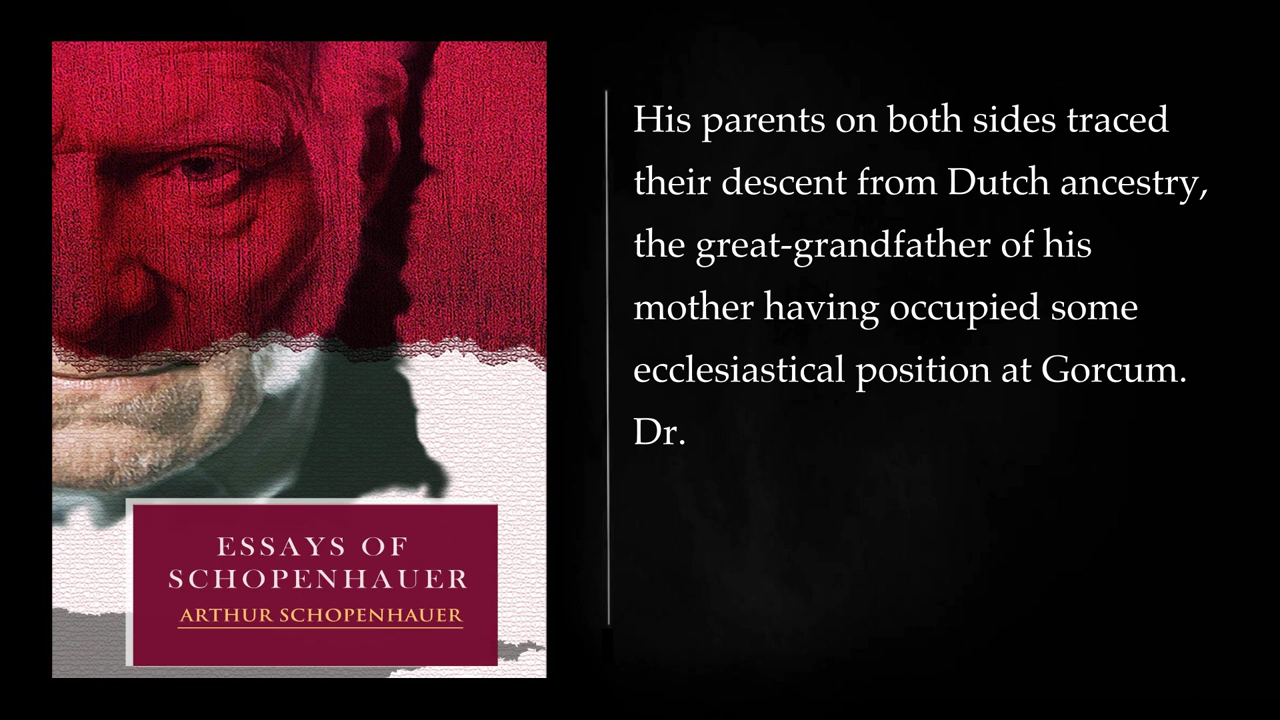 ESSAYS OF
SCHOPENHAUER
ARTHUR SCHOPENHAUER
His parents on both sides traced
their descent from Dutch ancestry,
the great-grandfather of his
mother having occupied some
ecclesiastical position at Gorcum.
Dr.